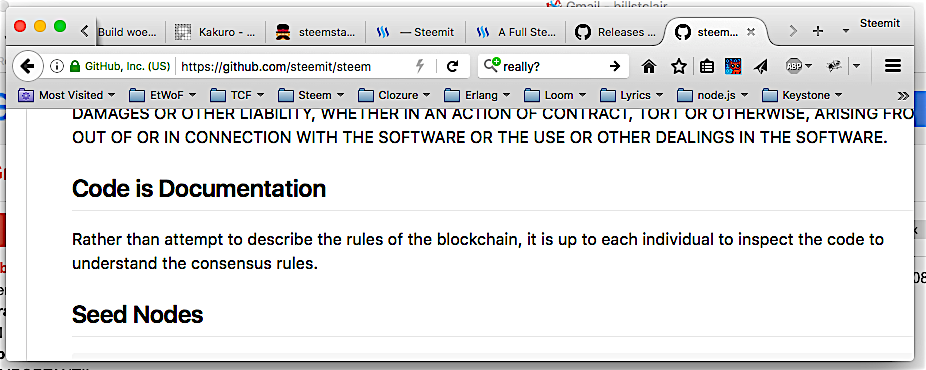 Gmail - billstclair
Build woe...
Kakuro - ...
steemsta...
— Steemit
A Full Ste...
Releases ...
steem...
Steemit
GitHub, Inc. (US)
https://github.com/steemit/steem
really?
ABP
Most Visited
EtWoF
TCF
Steem
Clozure
Erlang
Loom
Lyrics
node.js
Keystone
DAMAGES OR OTHER LIABILITY, WHETHER IN AN ACTION OF CONTRACT, TORT OR OTHERWISE, ARISING FRO
OUT OF OR IN CONNECTION WITH THE SOFTWARE OR THE USE OR OTHER DEALINGS IN THE SOFTWARE.
Code is Documentation
Rather than attempt to describe the rules of the blockchain, it is up to each individual to inspect the code to
understand the consensus rules.
Seed Nodes